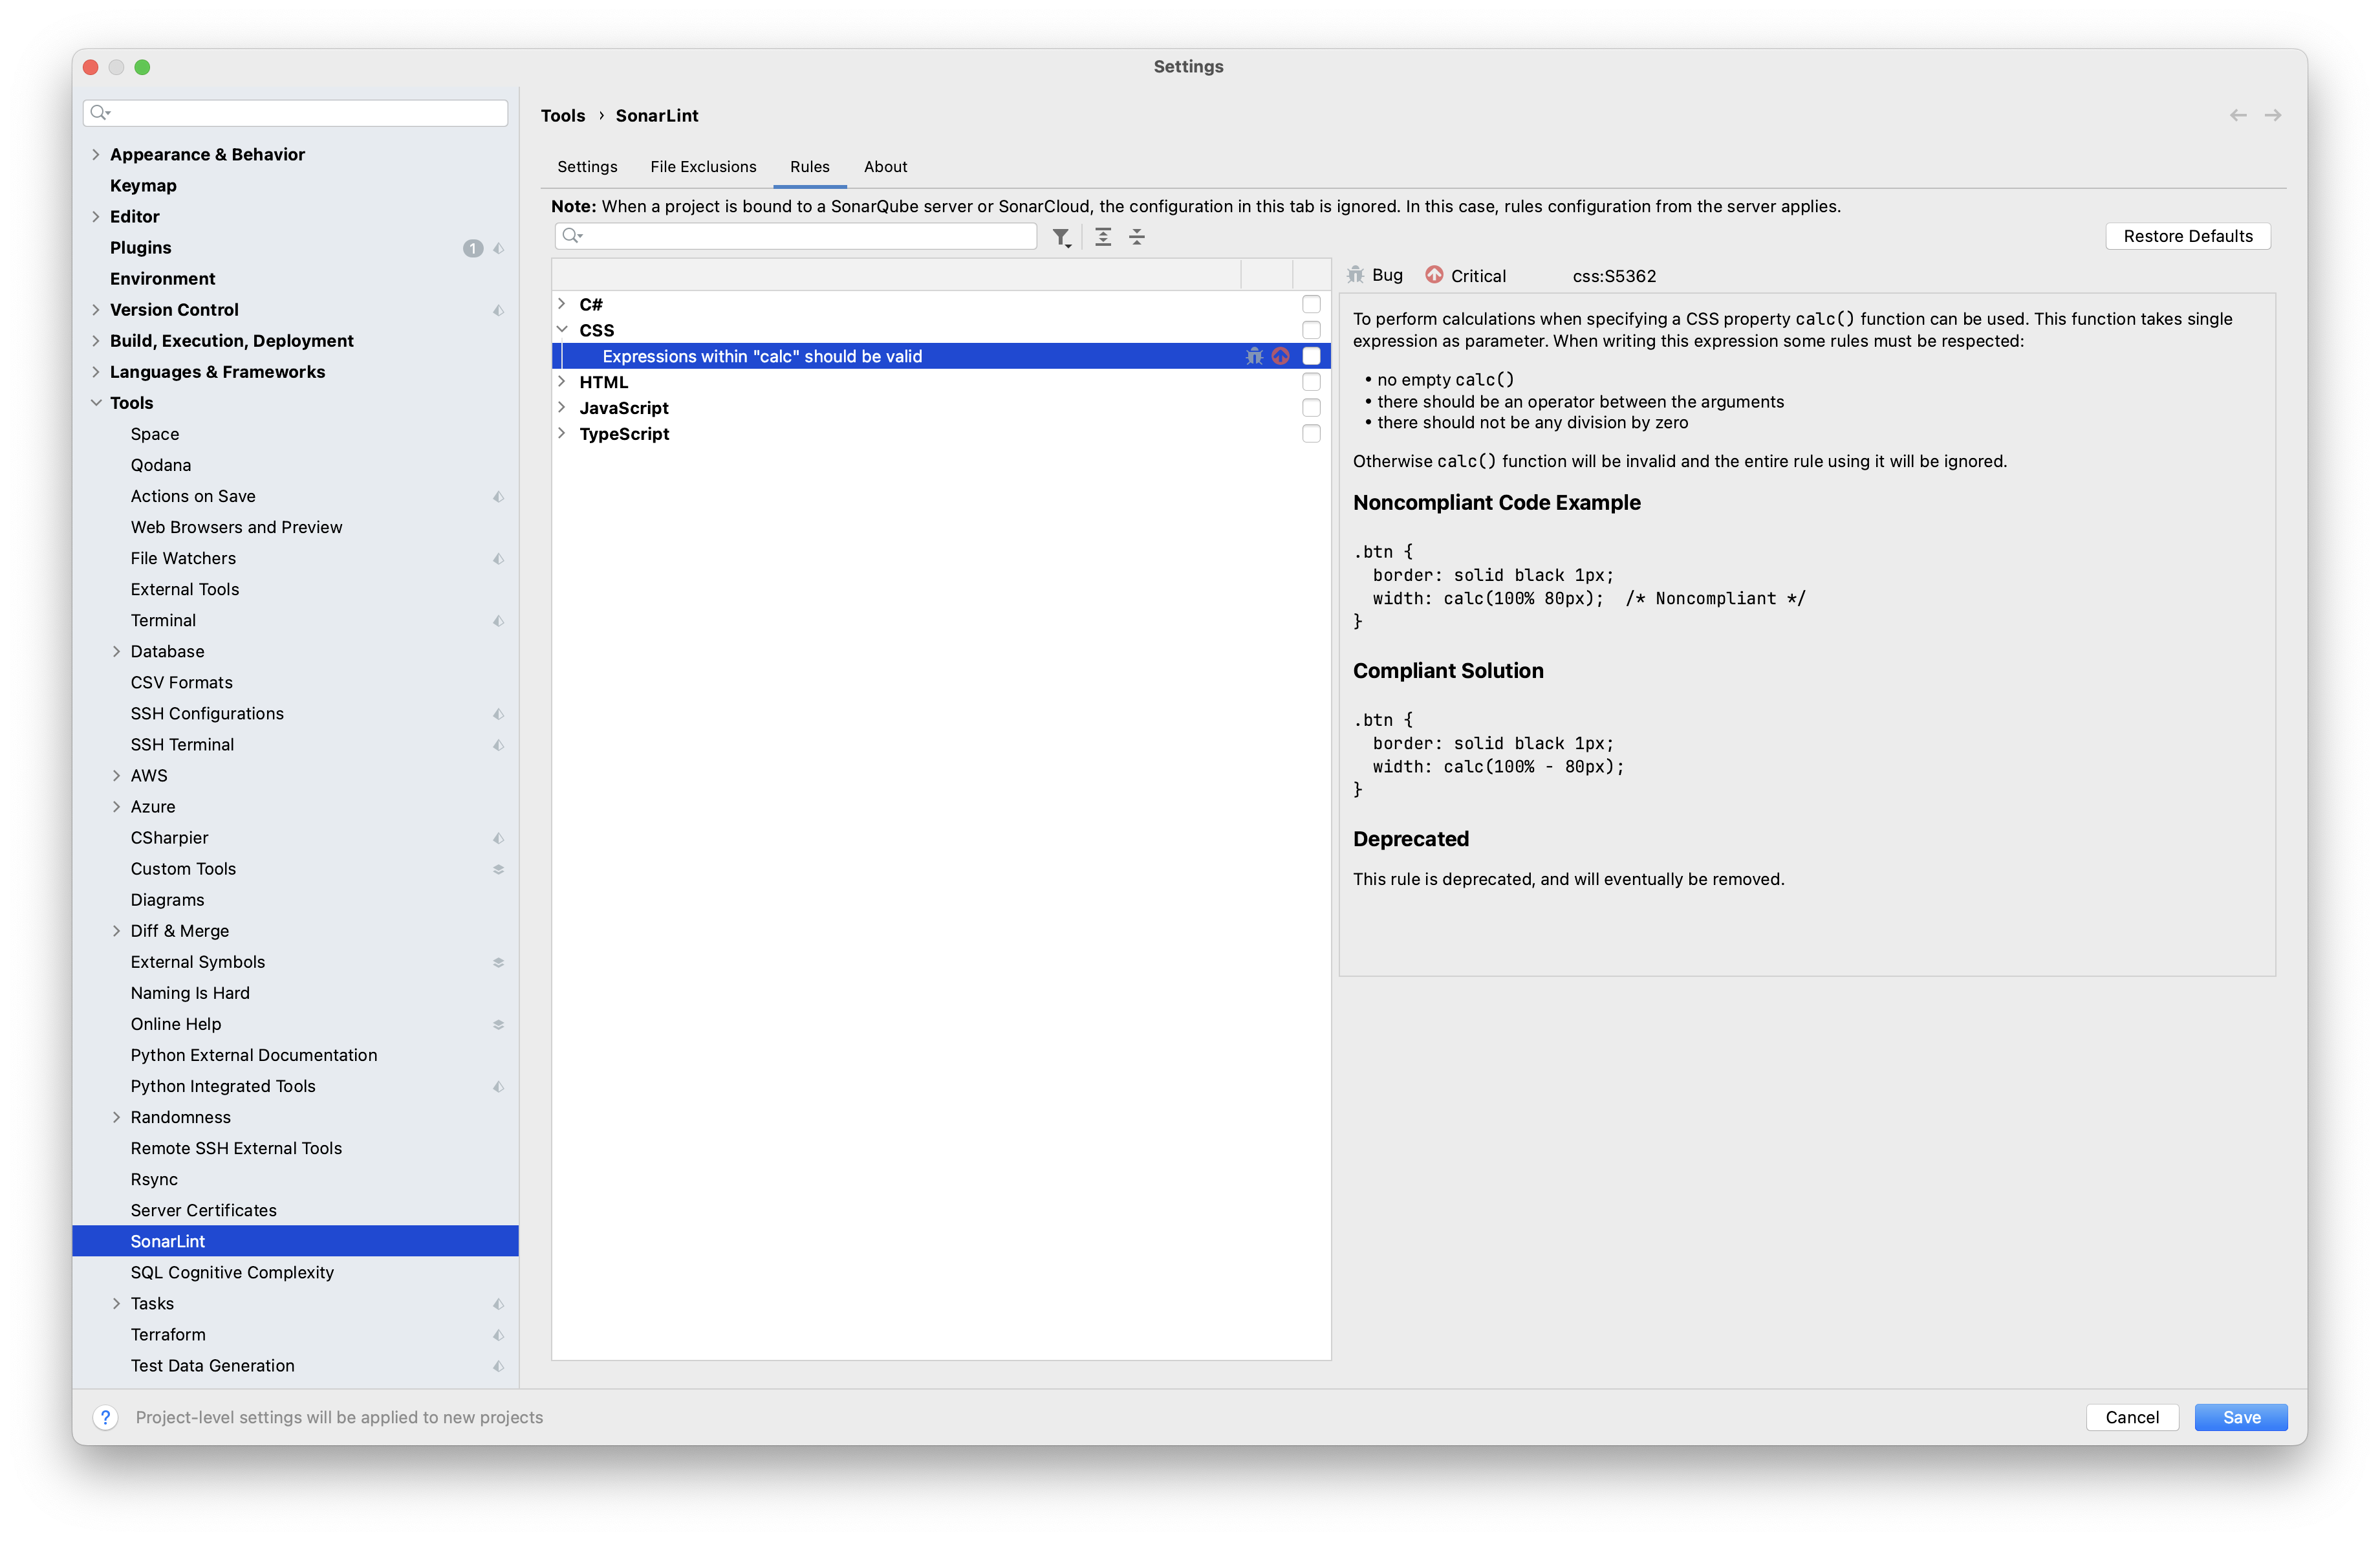 Settings
Appearance & Behavior
Keymap
Editor
Plugins
1
Environment
Version Control
Build, Execution, Deployment
Languages & Frameworks
Tools
Space
Qodana
Actions on Save
Web Browsers and Preview
File Watchers
External Tools
Terminal
Database
CSV Formats
SSH Configurations
SSH Terminal
AWS
Azure
CSharpier
Custom Tools
Diagrams
Diff & Merge
External Symbols
Naming Is Hard
Online Help
Python External Documentation
Python Integrated Tools
Randomness
Remote SSH External Tools
Rsync
Server Certificates
SonarLint
SQL Cognitive Complexity
Tasks
Terraform
Test Data Generation
Tools › SonarLint
Settings File Exclusions Rules About
Note: When a project is bound to a SonarQube server or SonarCloud, the configuration in this tab is ignored. In this case, rules configuration from the server applies.
Restore Defaults
C#
CSS
Expressions within "calc" should be valid
HTML
JavaScript
TypeScript
Bug Critical css:S5362
To perform calculations when specifying a CSS property calc() function can be used. This function takes single
expression as parameter. When writing this expression some rules must be respected:
• no empty calc()
• there should be an operator between the arguments
• there should not be any division by zero
Otherwise calc() function will be invalid and the entire rule using it will be ignored.
Noncompliant Code Example
.btn {
border: solid black 1px;
width: calc(100% 80px); /* Noncompliant */
}
Compliant Solution
.btn {
border: solid black 1px;
width: calc(100% - 80px);
}
Deprecated
This rule is deprecated, and will eventually be removed.
? Project-level settings will be applied to new projects
Cancel
Save